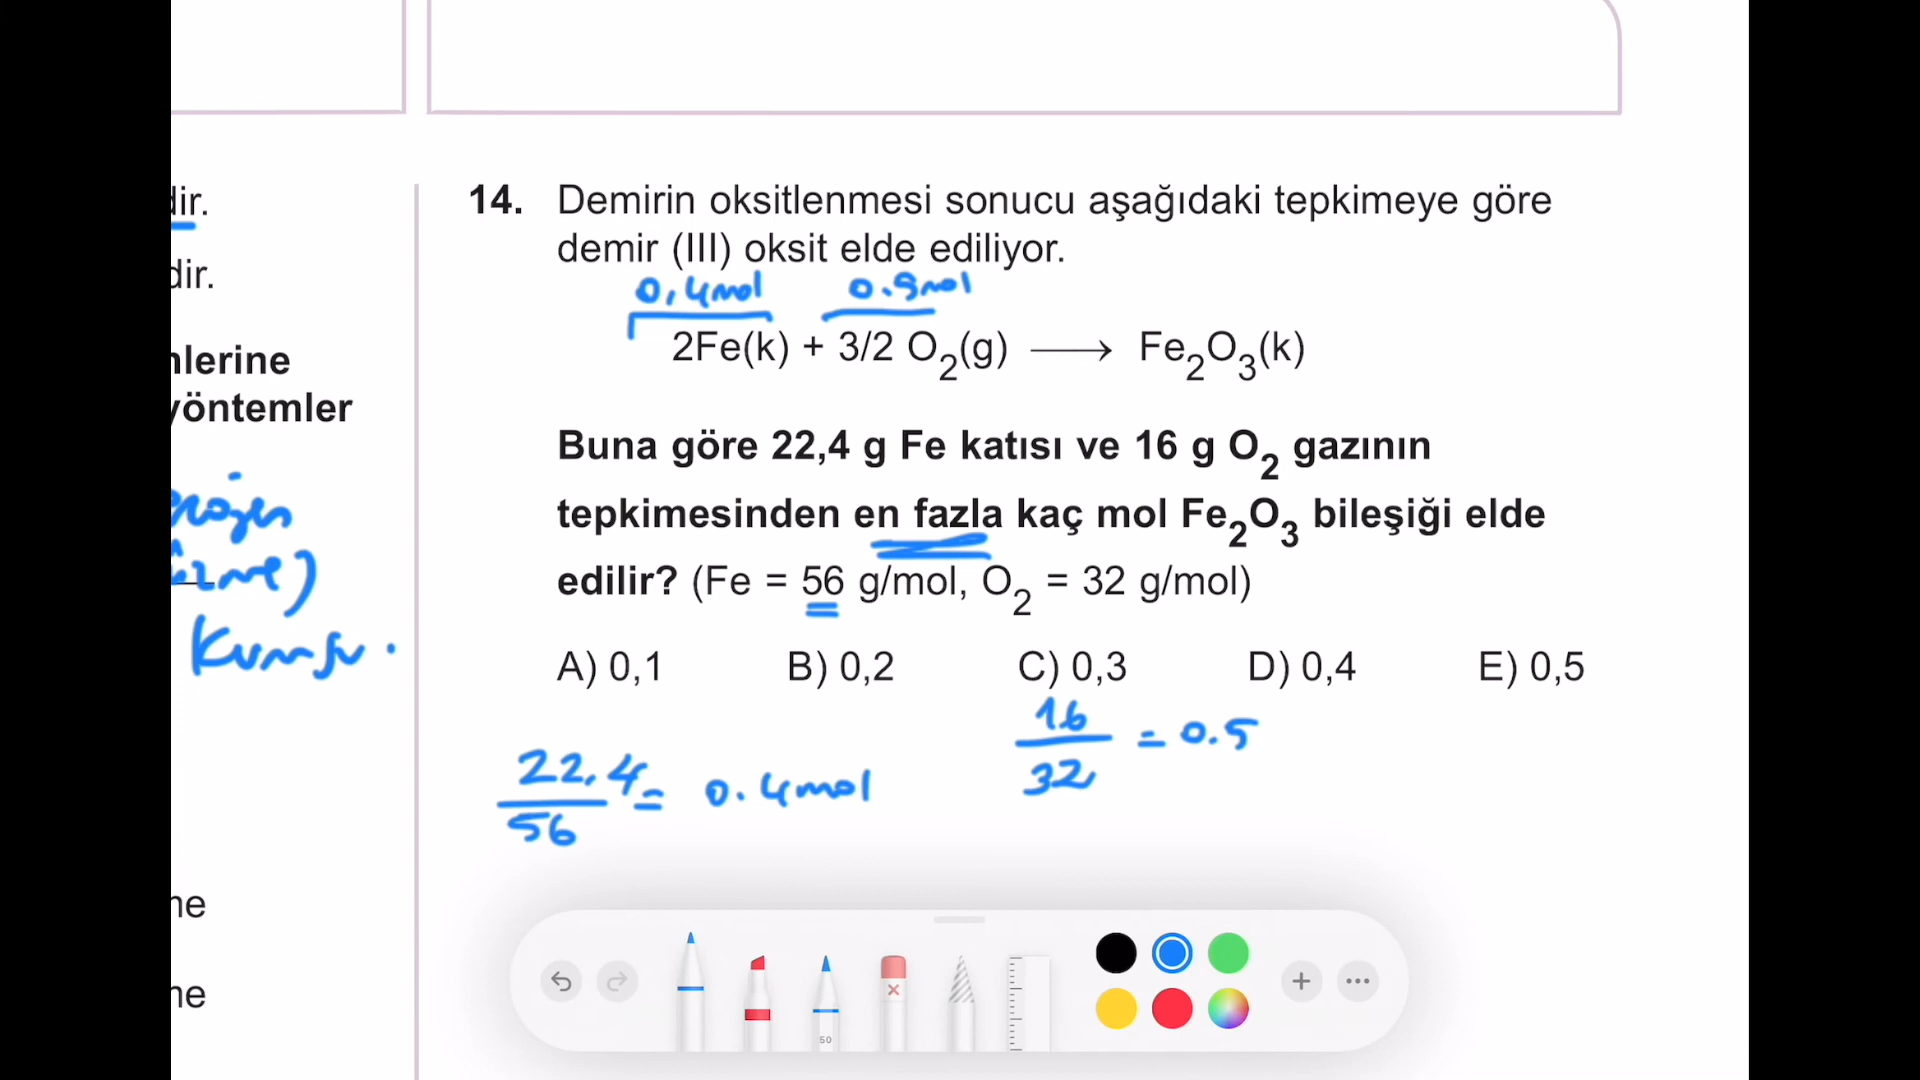 dir.
dir.
nlerine
yöntemler
Kumsu.
ne
ne
14. Demirin oksitlenmesi sonucu aşağıdaki tepkimeye göre
demir (III) oksit elde ediliyor.
0,4mol 0.5mol
2Fe(k) + 3/2 O₂(g) ⟶ Fe₂O₃(k)
Buna göre 22,4 g Fe katısı ve 16 g O₂ gazının
tepkimesinden en fazla kaç mol Fe₂O₃ bileşiği elde
edilir? (Fe = 56 g/mol, O₂ = 32 g/mol)
A) 0,1 B) 0,2 C) 0,3 D) 0,4 E) 0,5
22.4/56 = 0.4mol
16/32 = 0.5
50